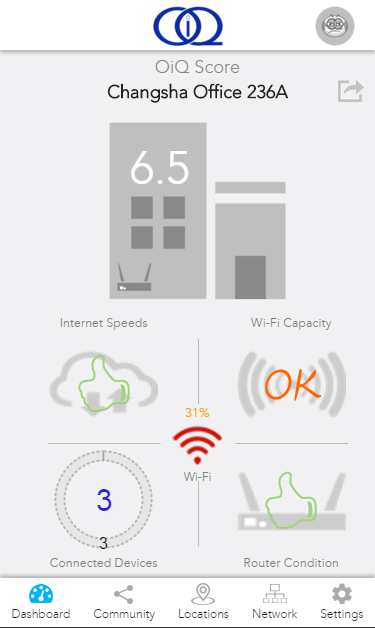 OiQ
OiQ Score
Changsha Office 236A
6.5
Internet Speeds
Wi-Fi Capacity
OK
31%
Wi-Fi
3
3
Connected Devices
Router Condition
Dashboard
Community
Locations
Network
Settings